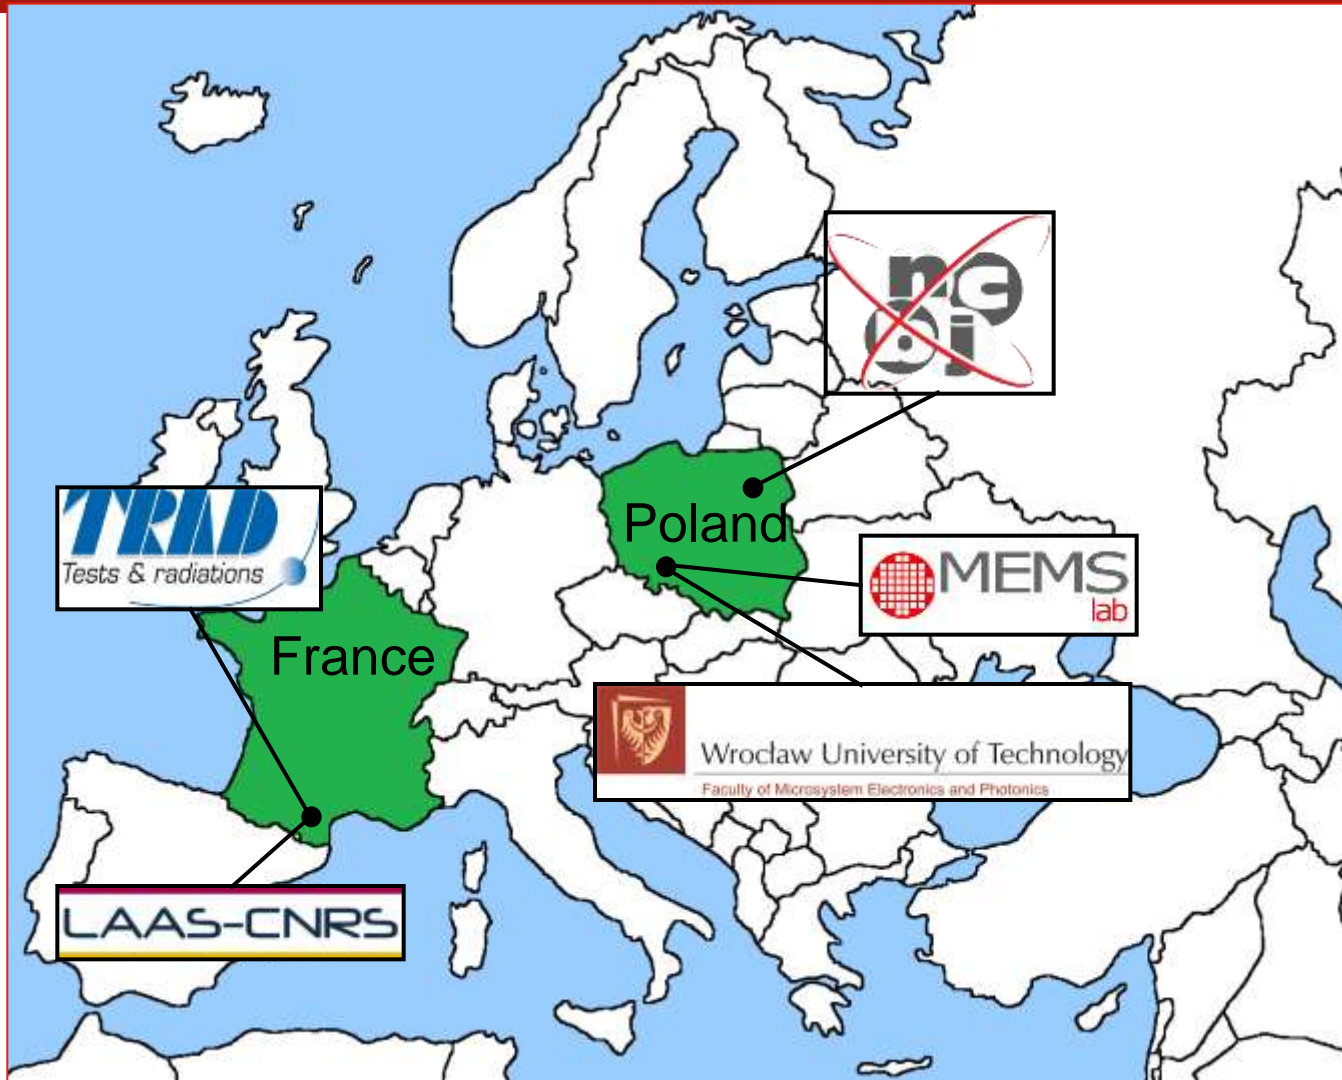 ncbj
TRAD
Tests & radiations
Poland
MEMS
lab
France
Wrocław University of Technology
Faculty of Microsystem Electronics and Photonics
LAAS-CNRS